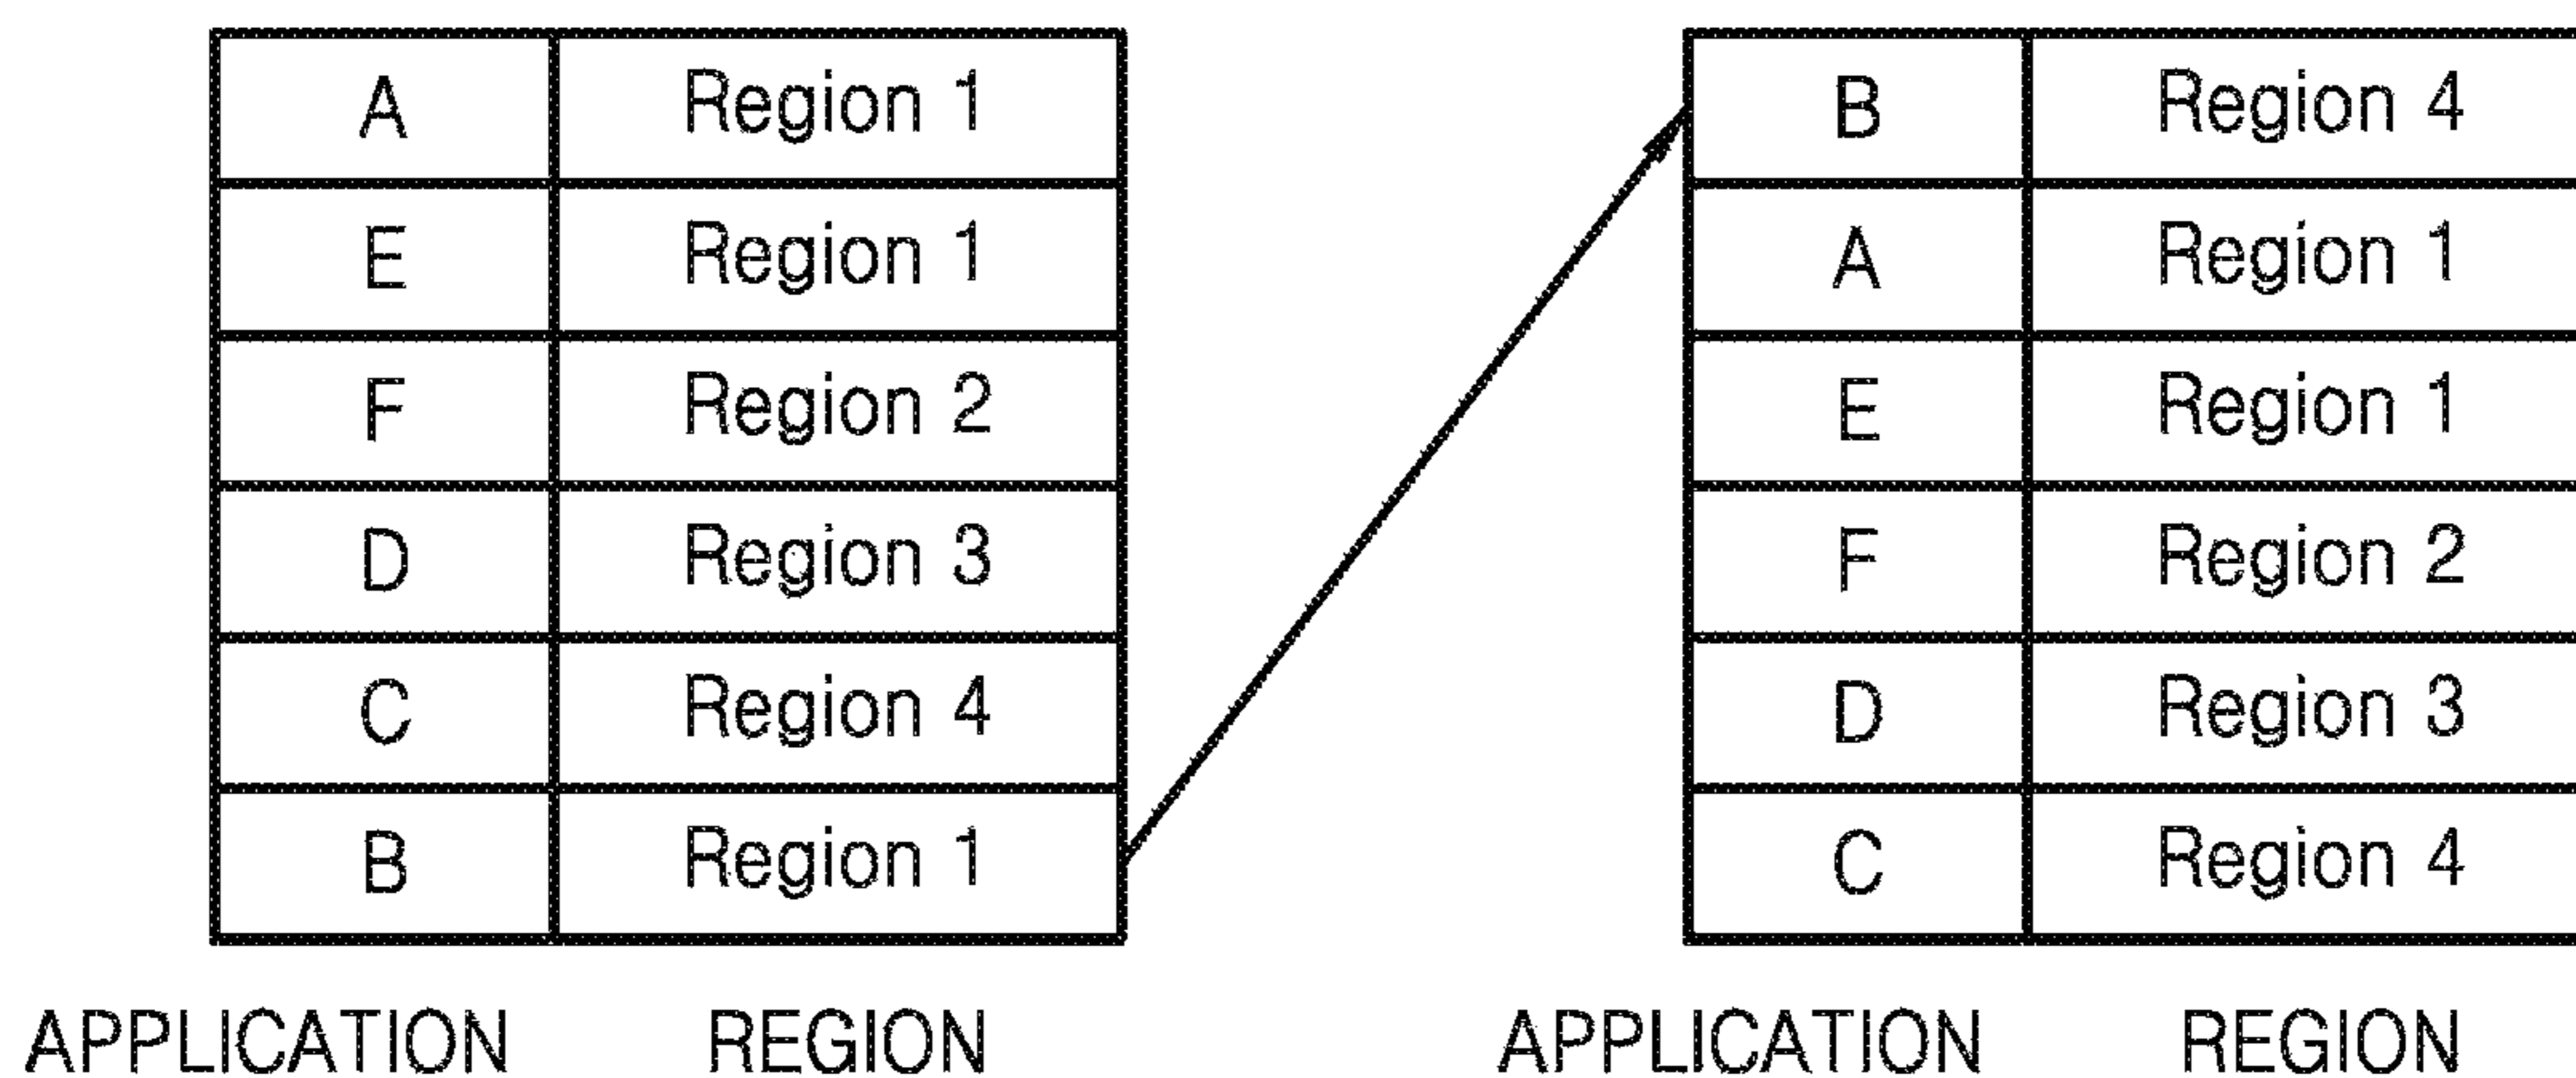 A Region 1
E Region 1
F Region 2
D Region 3
C Region 4
B Region 1
APPLICATION REGION
B Region 4
A Region 1
E Region 1
F Region 2
D Region 3
C Region 4
APPLICATION REGION